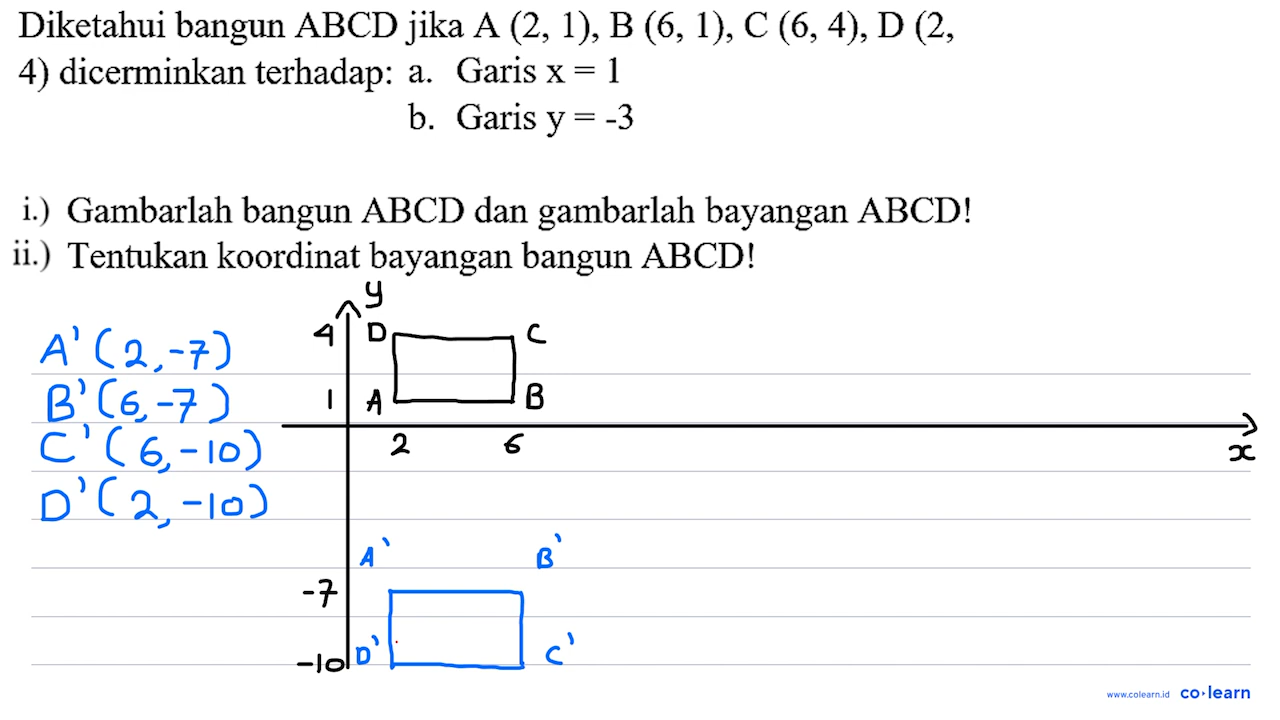 Diketahui bangun ABCD jika A (2, 1), B (6, 1), C (6, 4), D (2,
4) dicerminkan terhadap: a. Garis x = 1
b. Garis y = -3
i.) Gambarlah bangun ABCD dan gambarlah bayangan ABCD!
ii.) Tentukan koordinat bayangan bangun ABCD!
y
4 D C
A' (2, -7)
1 A B
B' (6, -7)
2 6 x
C' (6, -10)
D' (2, -10)
A' B'
-7
-10 D' C'
www.colearn.id co·learn